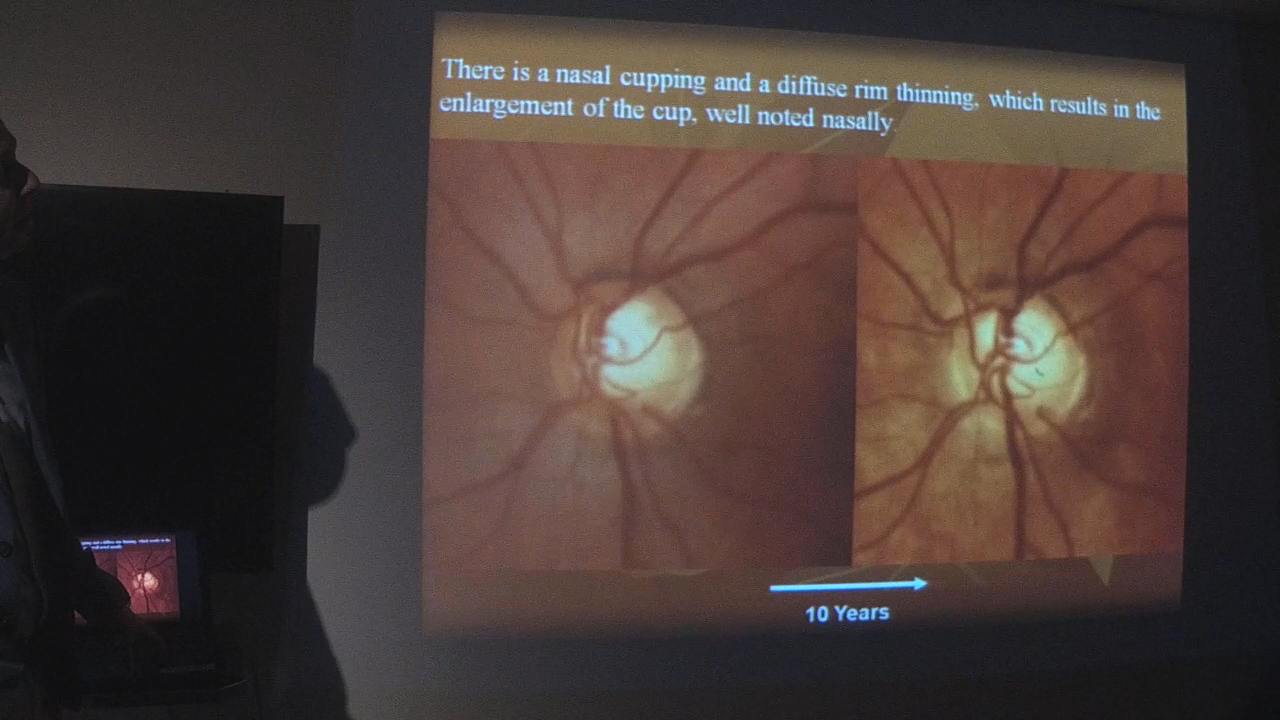 There is a nasal cupping and a diffuse rim thinning, which results in the
enlargement of the cup, well noted nasally.
10 Years